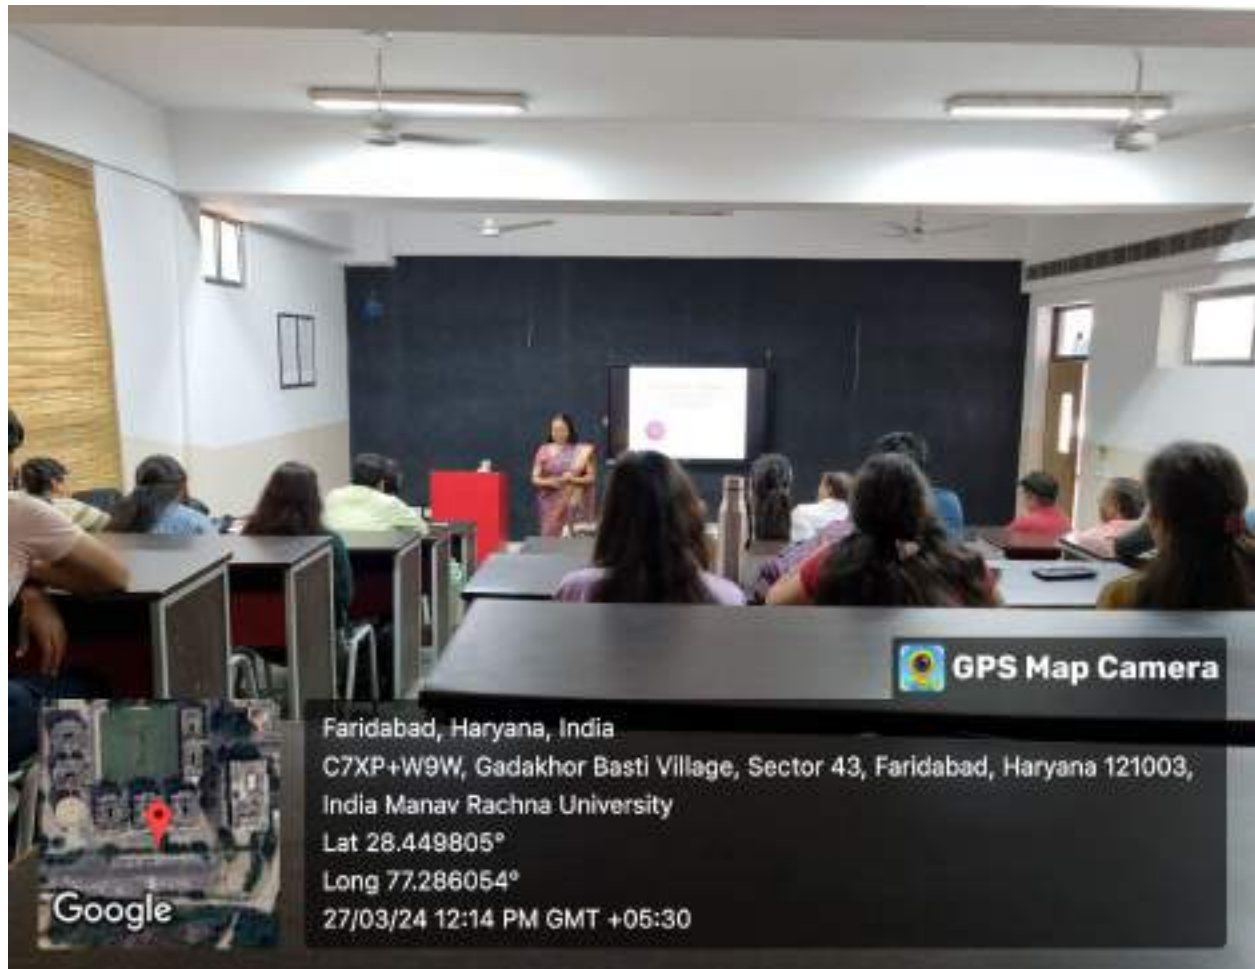 GPS Map Camera
Faridabad, Haryana, India
C7XP+W9W, Gadakhor Basti Village, Sector 43, Faridabad, Haryana 121003,
India Manav Rachna University
Lat 28.449805°
Long 77.286054°
27/03/24 12:14 PM GMT +05:30
Google